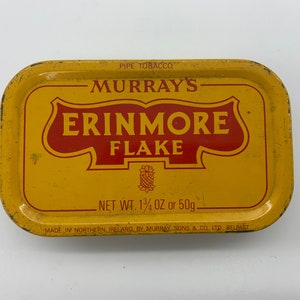 PIPE TOBACCO
MURRAY'S
ERINMORE
FLAKE
NET WT. 1¾ OZ OR 50g
MADE IN NORTHERN IRELAND BY MURRAY, SONS & CO. LTD., BELFAST